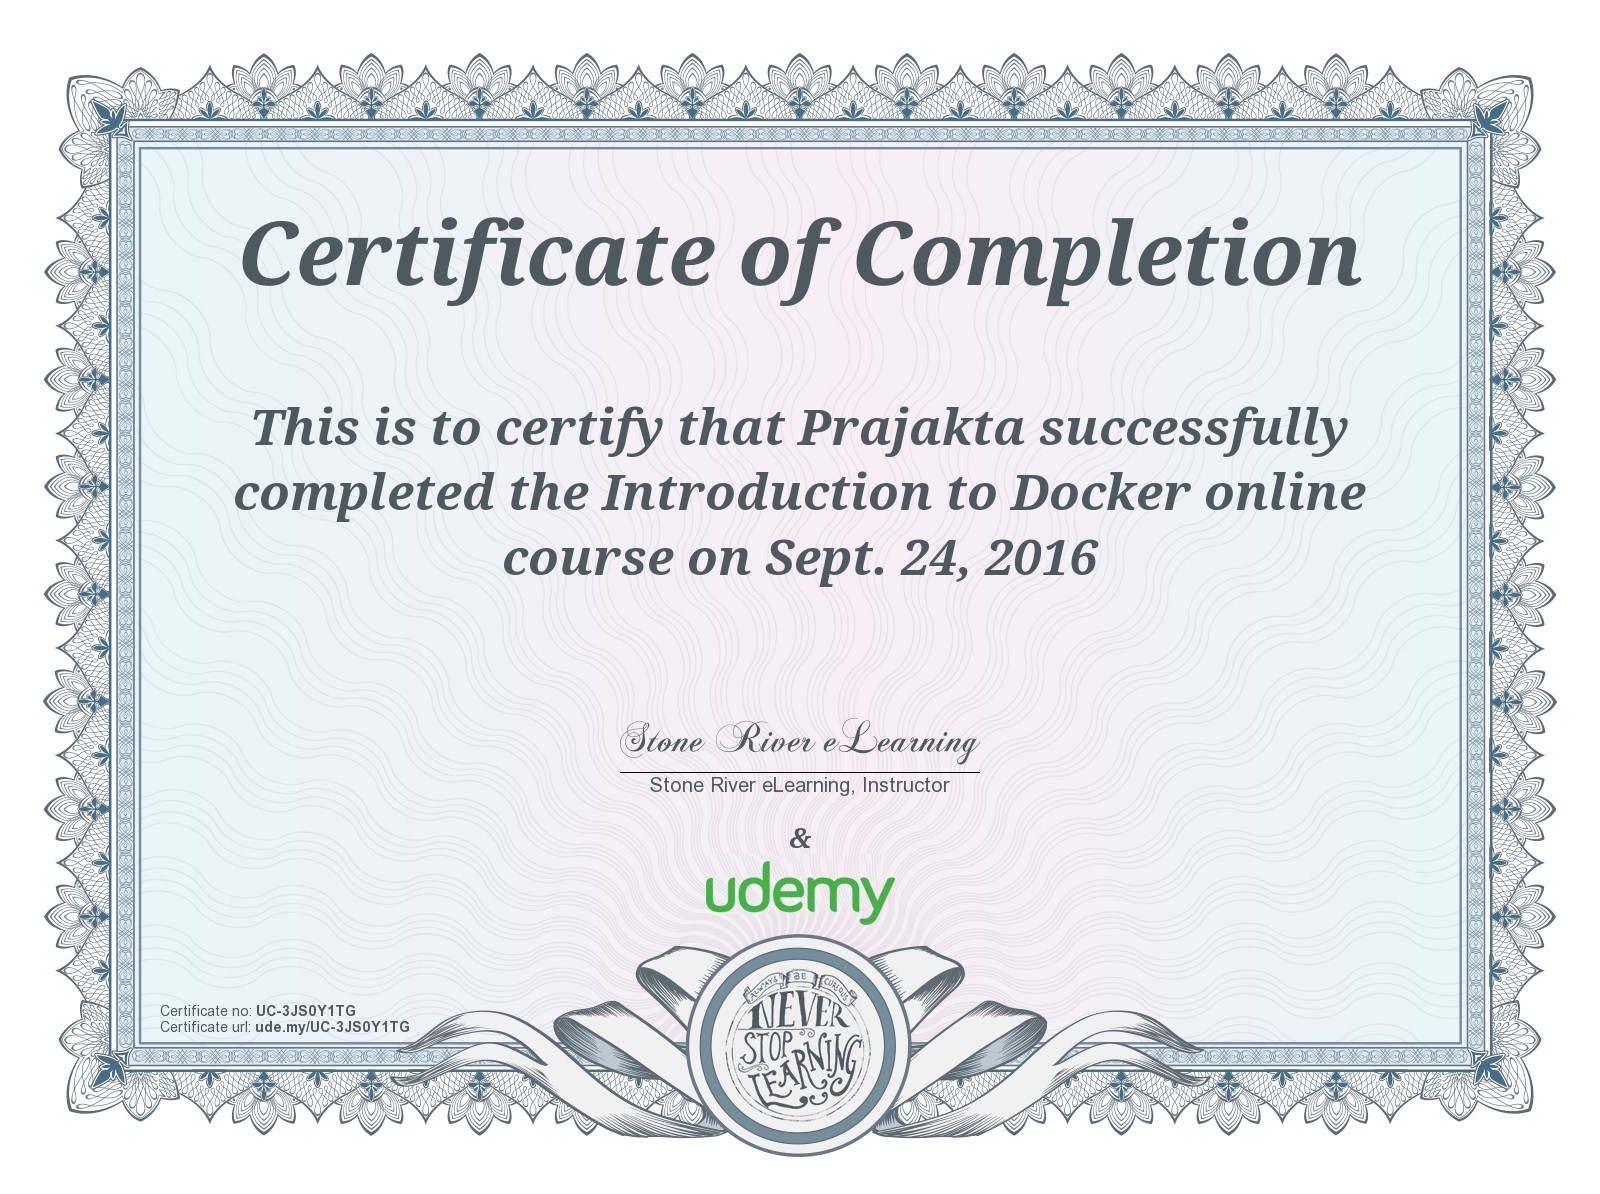 Certificate of Completion
This is to certify that Prajakta successfully
completed the Introduction to Docker online
course on Sept. 24, 2016
Stone River eLearning
Stone River eLearning, Instructor
&
udemy
Certificate no: UC-3JS0Y1TG
Certificate url: ude.my/UC-3JS0Y1TG
ALWAYS BE CURIOUS
NEVER
STOP
LEARNING